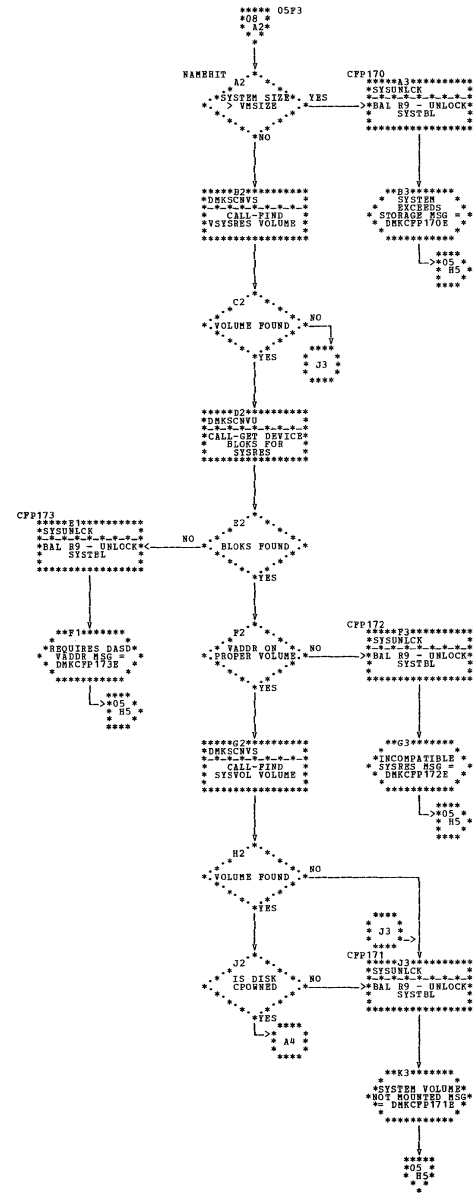 05F3
*08 *
A2*
NAMEHIT
A2
*SYSTEM SIZE*
> VMSIZE
YES
NO
CFP170
A3
*SYSUNLCK
*BAL R9 - UNLOCK*
SYSTBL
B2
*DMKSCNVS
CALL-FIND
*VSYSRES VOLUME*
B3
SYSTEM
EXCEEDS
STORAGE MSG =
DMKCFP170E
*05 *
H5
C2
*VOLUME FOUND
NO
YES
J3
D2
*DMKSCNVU
*CALL-GET DEVICE*
BLOKS FOR
SYSRES
CFP173
E1
*SYSUNLCK
*BAL R9 - UNLOCK*
SYSTBL
E2
BLOKS FOUND
NO
YES
F1
*REQUIRES DASD*
VADDR MSG =
DMKCFP173E
*05 *
H5
F2
VADDR ON
*PROPER VOLUME
NO
YES
CFP172
F3
*SYSUNLCK
*BAL R9 - UNLOCK*
SYSTBL
G2
*DMKSCNVS
CALL-FIND
SYSVOL VOLUME
G3
*INCOMPATIBLE
SYSRES MSG =
DMKCFP172E
*05 *
H5
H2
*VOLUME FOUND
NO
YES
J3
J2
IS DISK
CPOWNED
NO
YES
A4
CFP171
J3
*SYSUNLCK
*BAL R9 - UNLOCK*
SYSTBL
K3
*SYSTEM VOLUME*
*NOT MOUNTED MSG*
*= DMKCFP171E *
*05 *
H5*